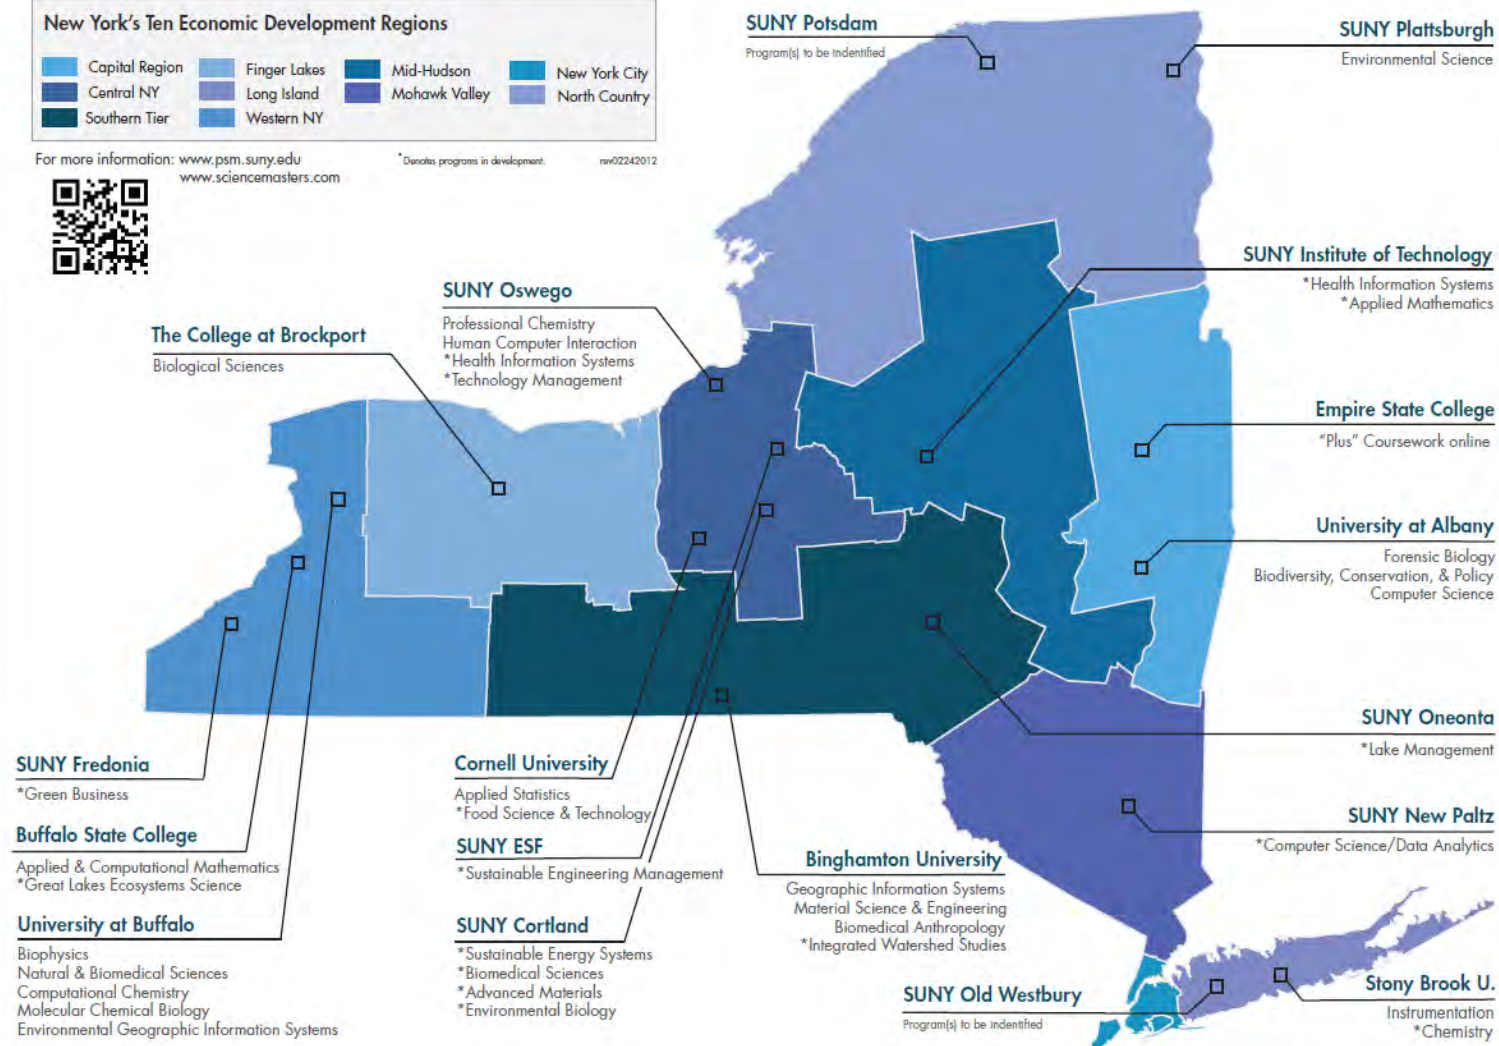 New York's Ten Economic Development Regions
Capital Region
Central NY
Southern Tier
Finger Lakes
Long Island
Western NY
Mid-Hudson
Mohawk Valley
New York City
North Country
For more information: www.psm.suny.edu
www.sciencemasters.com
*Denotes programs in development.
rev02242012
SUNY Potsdam
Program(s) to be Indentified
SUNY Plattsburgh
Environmental Science
SUNY Institute of Technology
*Health Information Systems
*Applied Mathematics
SUNY Oswego
Professional Chemistry
Human Computer Interaction
*Health Information Systems
*Technology Management
The College at Brockport
Biological Sciences
Empire State College
"Plus" Coursework online
University at Albany
Forensic Biology
Biodiversity, Conservation, & Policy
Computer Science
SUNY Oneonta
*Lake Management
SUNY New Paltz
*Computer Science/Data Analytics
SUNY Fredonia
*Green Business
Buffalo State College
Applied & Computational Mathematics
*Great Lakes Ecosystems Science
University at Buffalo
Biophysics
Natural & Biomedical Sciences
Computational Chemistry
Molecular Chemical Biology
Environmental Geographic Information Systems
Cornell University
Applied Statistics
*Food Science & Technology
SUNY ESF
*Sustainable Engineering Management
SUNY Cortland
*Sustainable Energy Systems
*Biomedical Sciences
*Advanced Materials
*Environmental Biology
Binghamton University
Geographic Information Systems
Material Science & Engineering
Biomedical Anthropology
*Integrated Watershed Studies
SUNY Old Westbury
Program(s) to be Indentified
Stony Brook U.
Instrumentation
*Chemistry